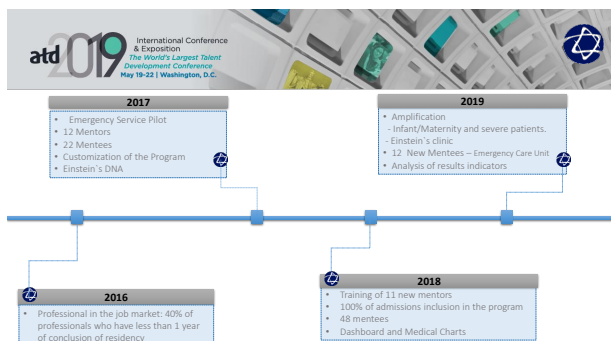 atd 2019
International Conference
& Exposition
The World's Largest Talent
Development Conference
May 19-22 | Washington, D.C.
2017
• Emergency Service Pilot
• 12 Mentors
• 22 Mentees
• Customization of the Program
• Einstein`s DNA
2019
• Amplification
- Infant/Maternity and severe patients.
- Einstein`s clinic
• 12 New Mentees – Emergency Care Unit
• Analysis of results indicators
2016
• Professional in the job market: 40% of
professionals who have less than 1 year
of conclusion of residency
2018
• Training of 11 new mentors
• 100% of admissions inclusion in the program
• 48 mentees
• Dashboard and Medical Charts